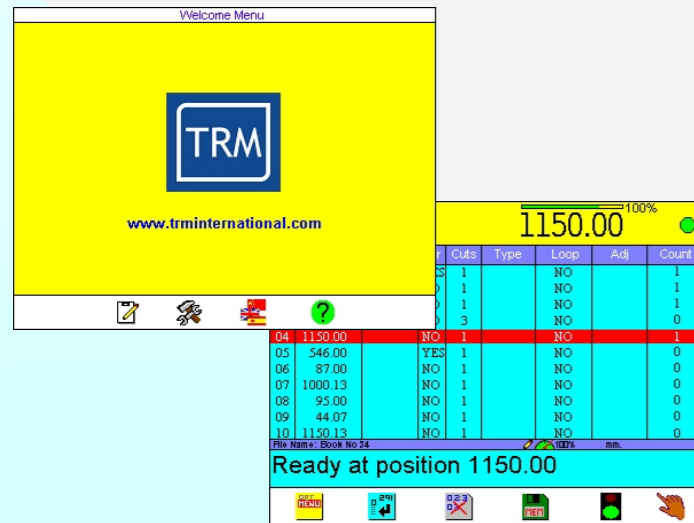 Welcome Menu
TRM
www.trminternational.com
100%
1150.00
Cuts Type Loop Adj Count
1 NO 1
1 NO 1
1 NO 1
3 NO 0
04 1150.00 NO 1 NO 1
05 546.00 YES 1 NO 0
06 87.00 NO 1 NO 0
07 1000.13 NO 1 NO 0
08 95.00 NO 1 NO 0
09 44.07 NO 1 NO 0
10 1150.13 NO 1 NO 0
File Name: Book No 34 100% mm.
Ready at position 1150.00
OPT MENU
291
023
MEM